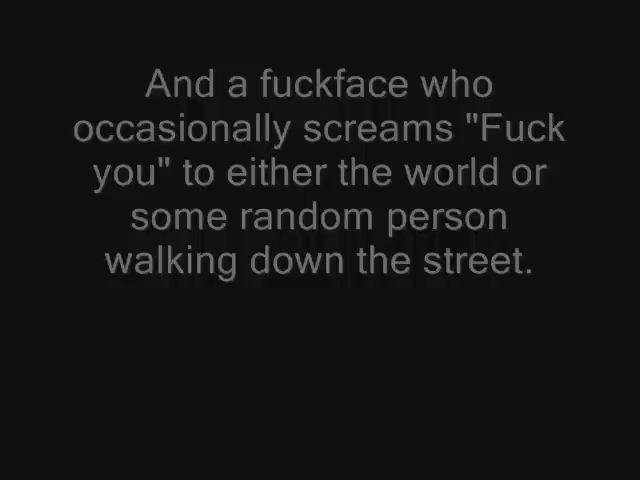 And a fuckface who
occasionally screams "Fuck
you" to either the world or
some random person
walking down the street.